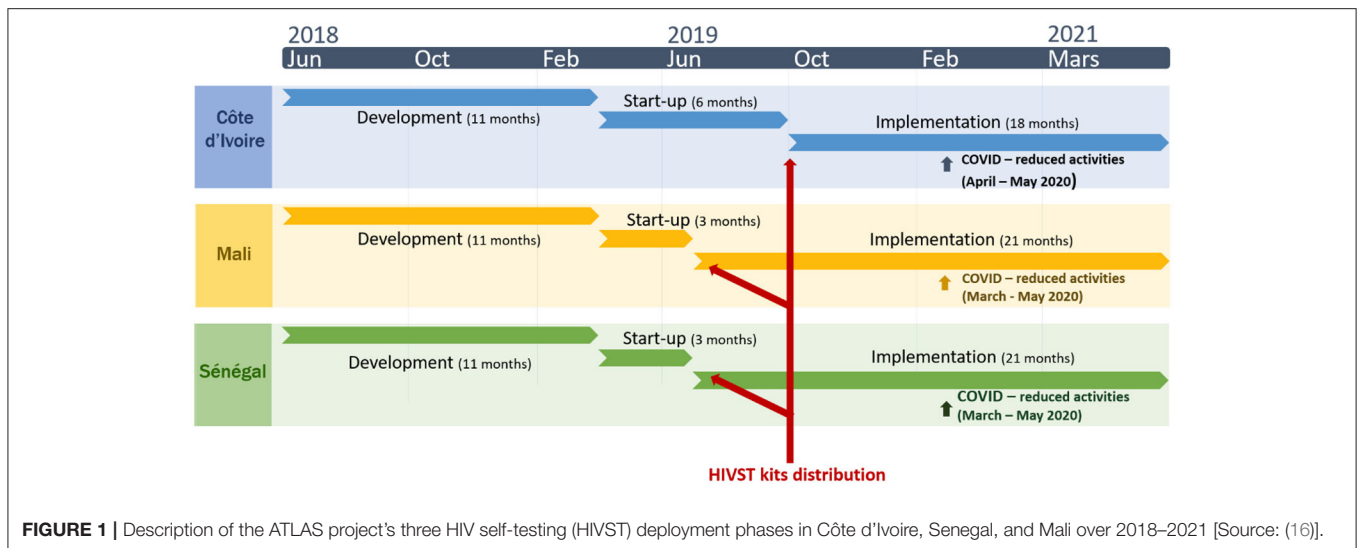 2018 2019 2021
Jun Oct Feb Jun Oct Feb Mars
Côte
d'Ivoire
Development (11 months)
Start-up (6 months)
Implementation (18 months)
COVID – reduced activities
(April – May 2020)
Mali
Development (11 months)
Start-up (3 months)
Implementation (21 months)
COVID – reduced activities
(March - May 2020)
Sénégal
Development (11 months)
Start-up (3 months)
Implementation (21 months)
COVID – reduced activities
(March – May 2020)
HIVST kits distribution
FIGURE 1 | Description of the ATLAS project's three HIV self-testing (HIVST) deployment phases in Côte d'Ivoire, Senegal, and Mali over 2018–2021 [Source: (16)].